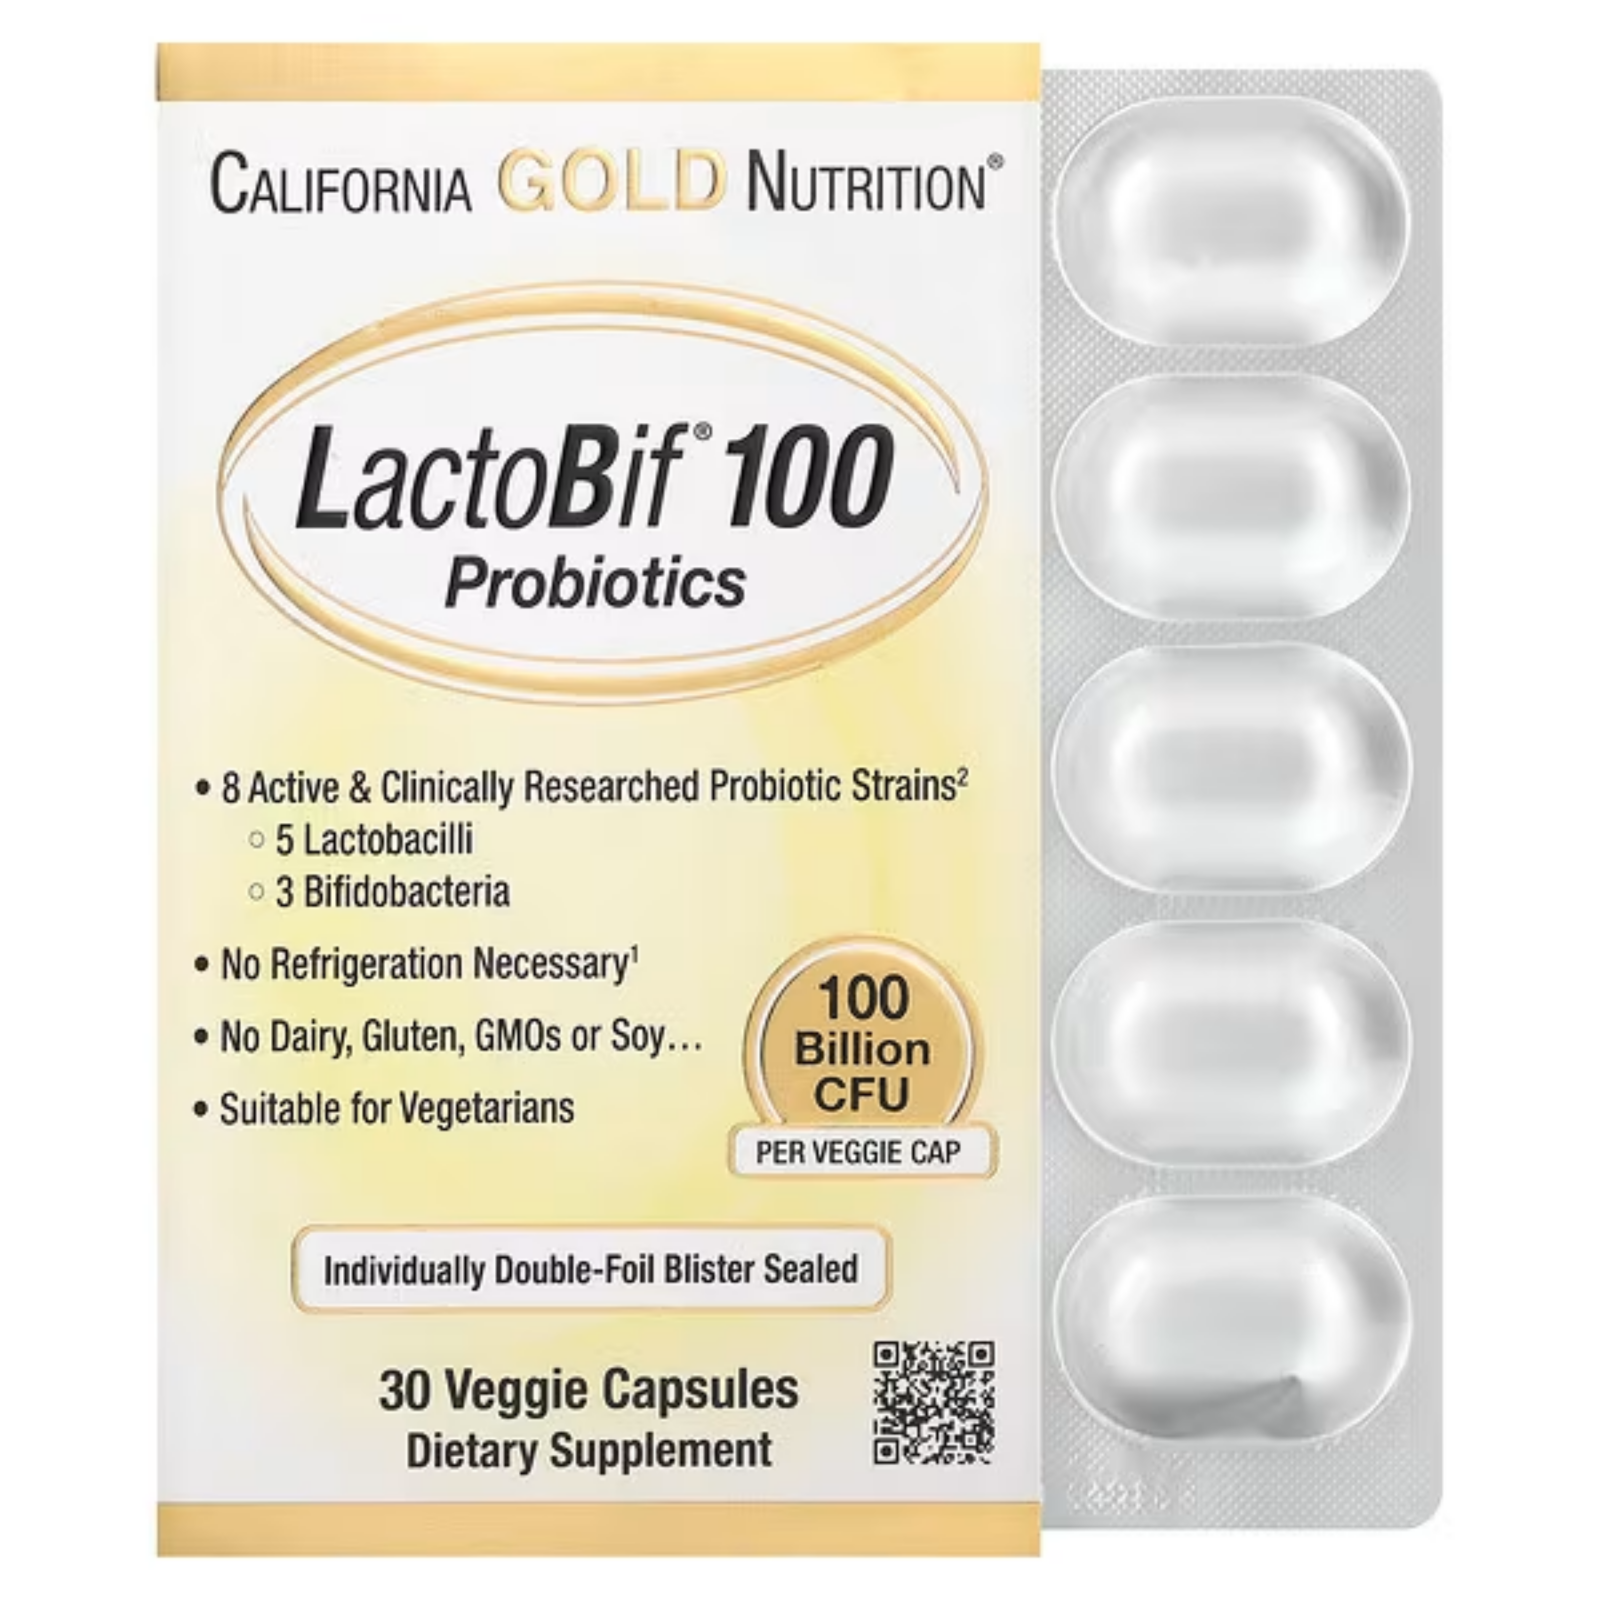 CALIFORNIA GOLD NUTRITION®
LactoBif® 100
Probiotics
• 8 Active & Clinically Researched Probiotic Strains²
○ 5 Lactobacilli
○ 3 Bifidobacteria
• No Refrigeration Necessary¹
• No Dairy, Gluten, GMOs or Soy...
• Suitable for Vegetarians
100
Billion
CFU
PER VEGGIE CAP
Individually Double-Foil Blister Sealed
30 Veggie Capsules
Dietary Supplement